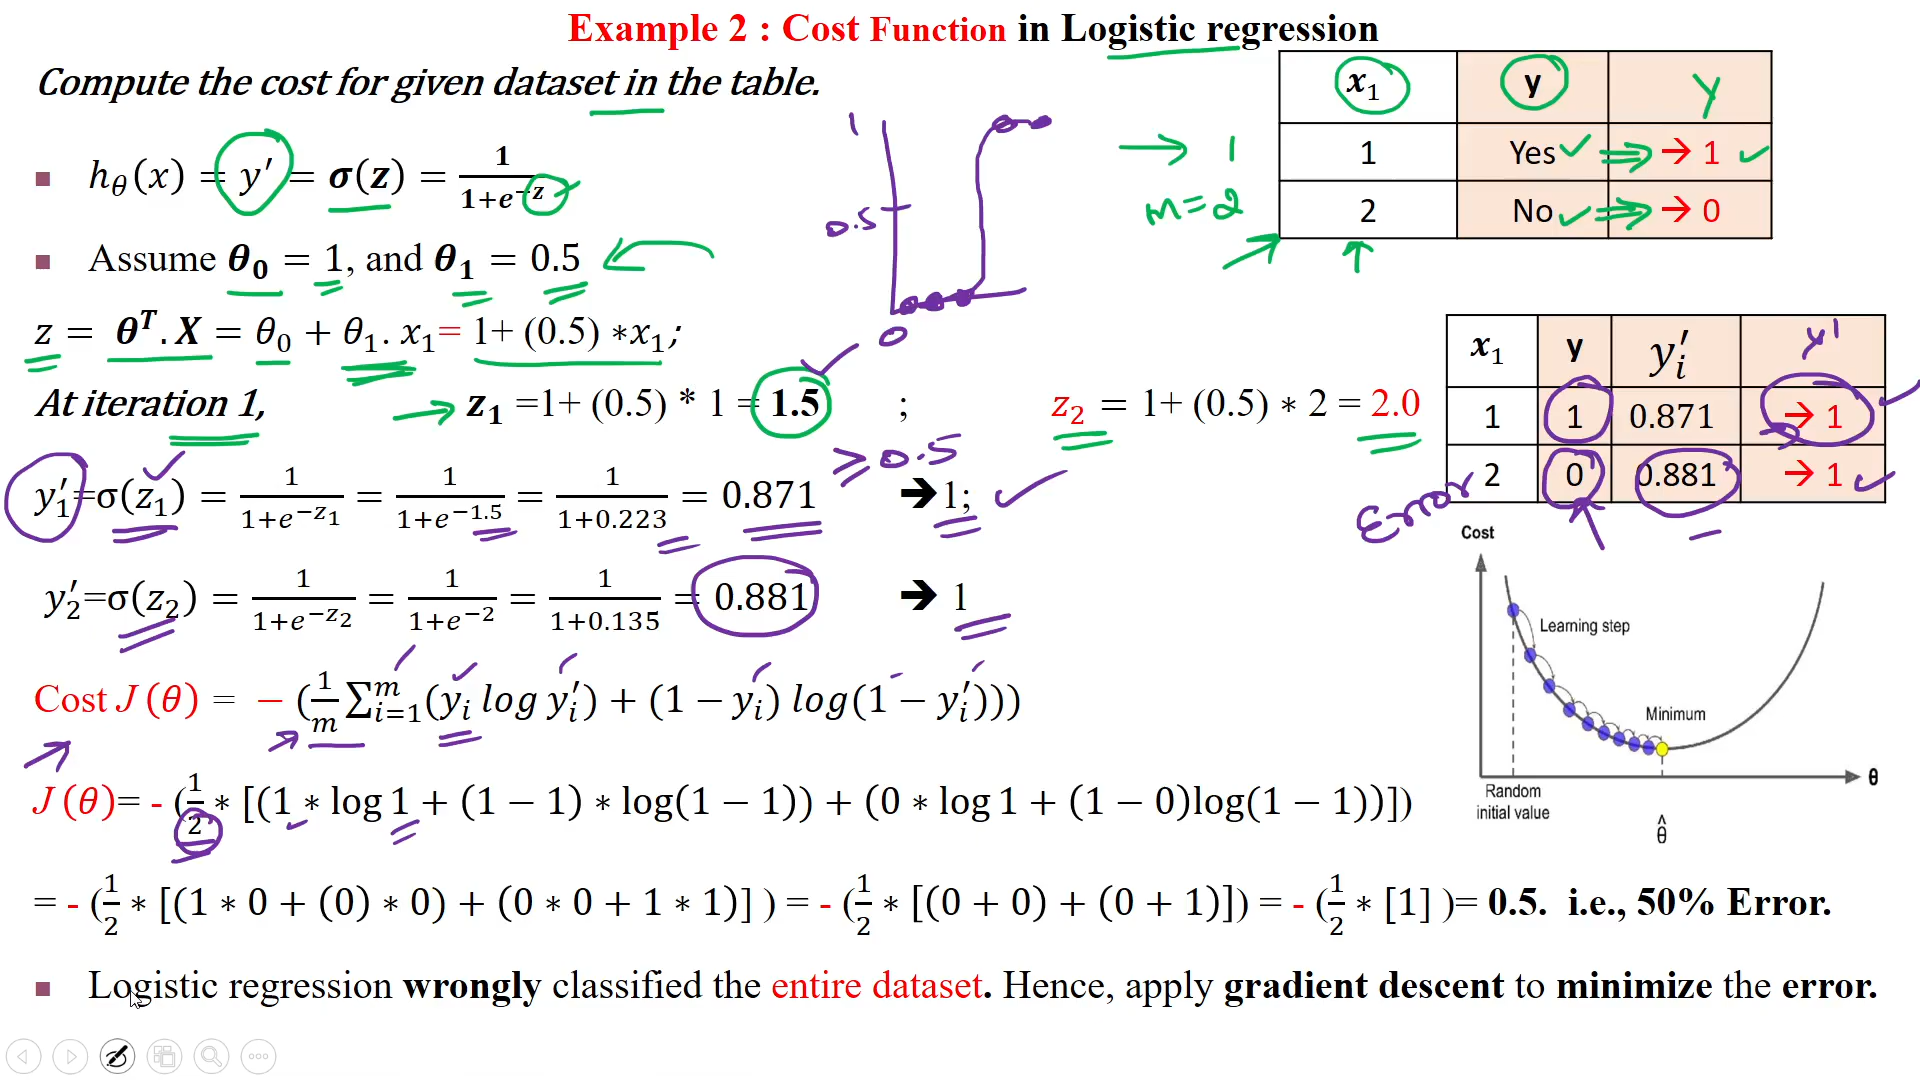 Example 2 : Cost Function in Logistic regression
Compute the cost for given dataset in the table.
x₁ y Y
1 Yes ⇒ → 1
2 No ⇒ → 0
→ 1
m=2
1
0.5
0
■ h_θ(x) = y′ = σ(z) = 1/(1+e^−z)
■ Assume θ₀ = 1, and θ₁ = 0.5
z = θᵀ.X = θ₀ + θ₁. x₁= 1+ (0.5) ∗x₁;
At iteration 1, z₁ =1+ (0.5) * 1 = 1.5 ; z₂ = 1+ (0.5) ∗ 2 = 2.0
≥ 0.5
y′₁=σ(z₁) = 1/(1+e^−z₁) = 1/(1+e^−1.5) = 1/(1+0.223) = 0.871 →1;
y′₂=σ(z₂) = 1/(1+e^−z₂) = 1/(1+e^−2) = 1/(1+0.135) = 0.881 → 1
x₁ y y′ᵢ y′
1 1 0.871 → 1
2 0 0.881 → 1
Error
Cost J(θ) = − (1/m ∑ᵢ₌₁ᵐ(yᵢ log y′ᵢ) + (1 − yᵢ) log(1 − y′ᵢ)))
J(θ)= - (1/2 ∗ [(1 ∗ log 1 + (1 − 1) ∗ log(1 − 1)) + (0 ∗ log 1 + (1 − 0)log(1 − 1))])
= - (1/2 ∗ [(1 ∗ 0 + (0) ∗ 0) + (0 ∗ 0 + 1 ∗ 1)] ) = - (1/2 ∗ [(0 + 0) + (0 + 1)]) = - (1/2 ∗ [1] )= 0.5. i.e., 50% Error.
■ Logistic regression wrongly classified the entire dataset. Hence, apply gradient descent to minimize the error.
Cost
Learning step
Minimum
Random
initial value
θ̂
θ